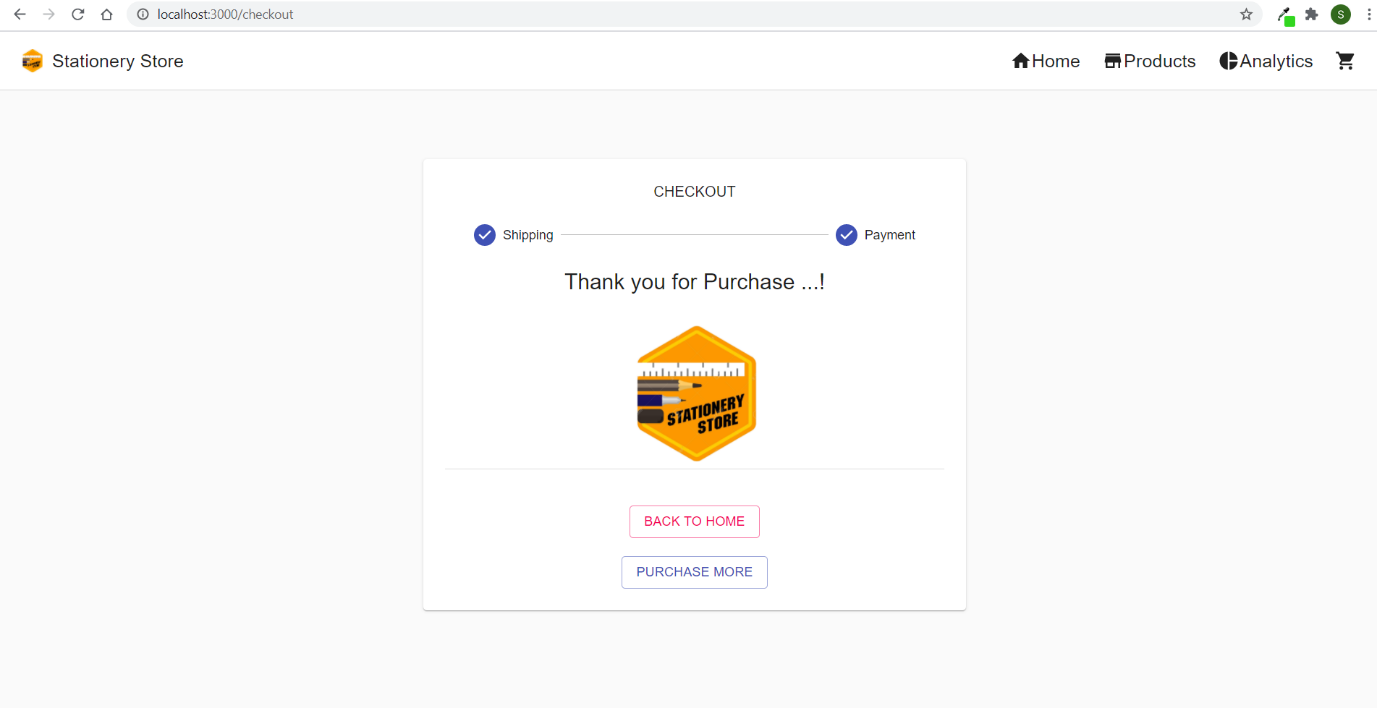 localhost:3000/checkout
S
Stationery Store
Home
Products
Analytics
CHECKOUT
Shipping
Payment
Thank you for Purchase ...!
STATIONERY
STORE
BACK TO HOME
PURCHASE MORE